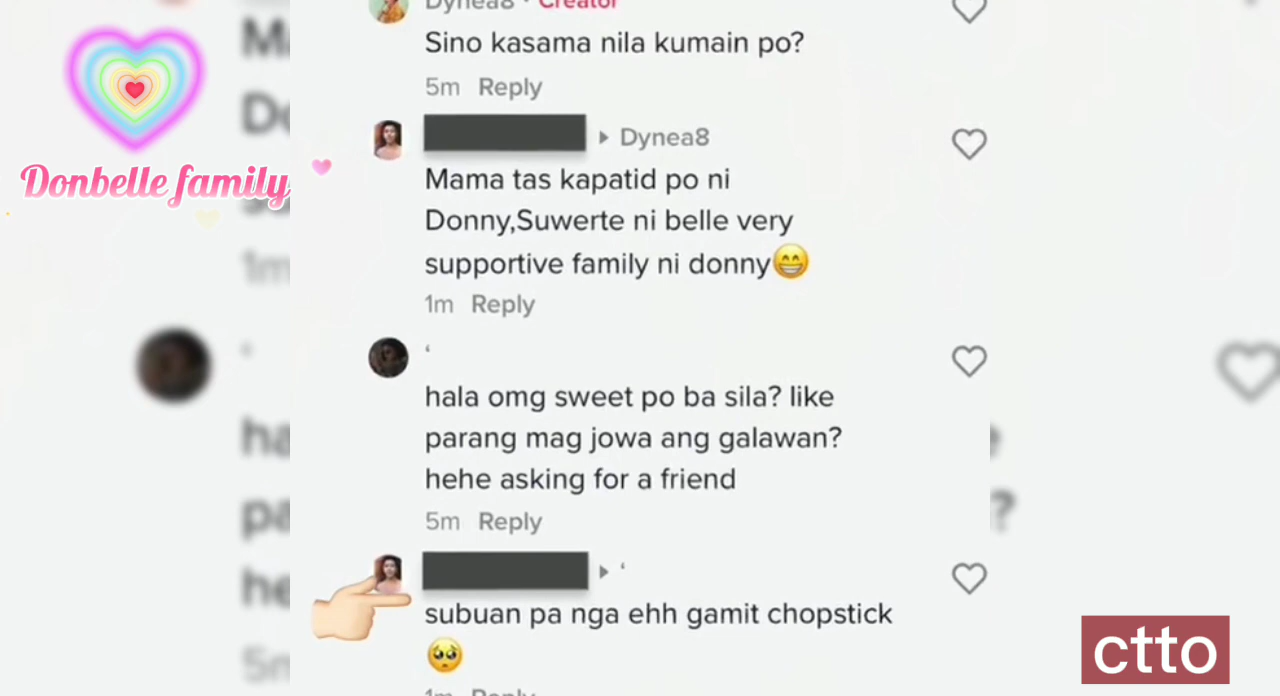 Dynea8 · Creator
Sino kasama nila kumain po?
5m Reply
Dynea8
Mama tas kapatid po ni
Donny,Suwerte ni belle very
supportive family ni donny😁
1m Reply
‘
hala omg sweet po ba sila? like
parang mag jowa ang galawan?
hehe asking for a friend
5m Reply
‘
subuan pa nga ehh gamit chopstick
🥺
1m Reply
Donbelle family
ctto